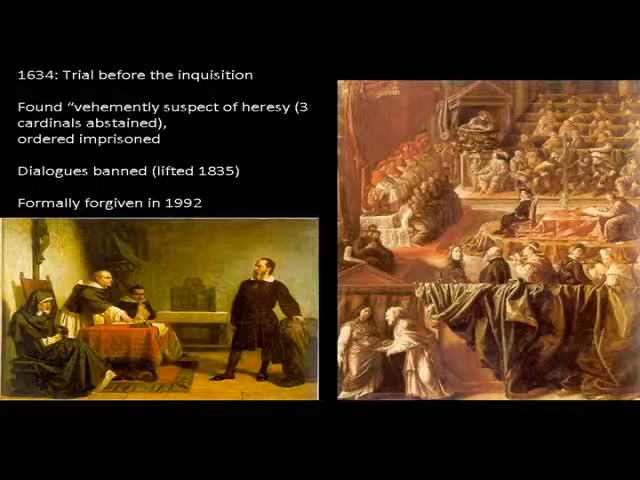 1634: Trial before the inquisition
Found “vehemently suspect of heresy (3
cardinals abstained),
ordered imprisoned
Dialogues banned (lifted 1835)
Formally forgiven in 1992